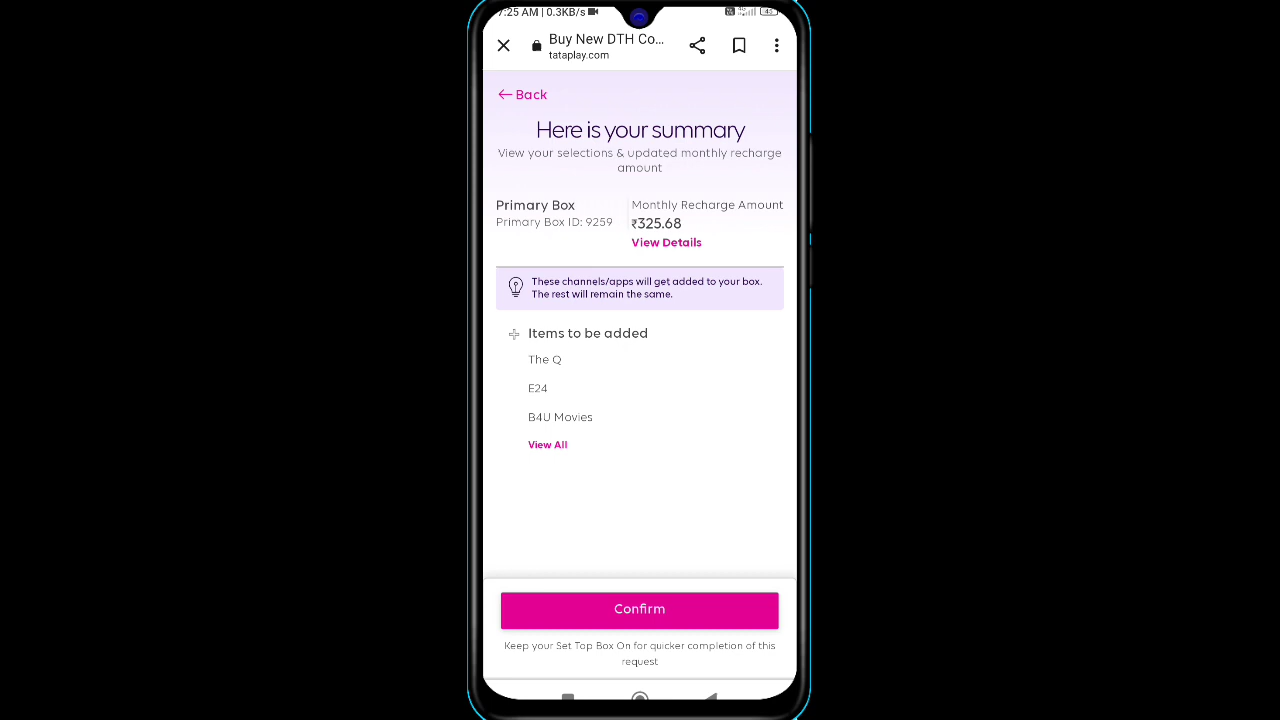 7:25 AM | 0.3KB/s
Buy New DTH Co...
tataplay.com
Back
Here is your summary
View your selections & updated monthly recharge
amount
Primary Box
Primary Box ID: 9259
Monthly Recharge Amount
₹325.68
View Details
These channels/apps will get added to your box.
The rest will remain the same.
Items to be added
The Q
E24
B4U Movies
View All
Confirm
Keep your Set Top Box On for quicker completion of this
request